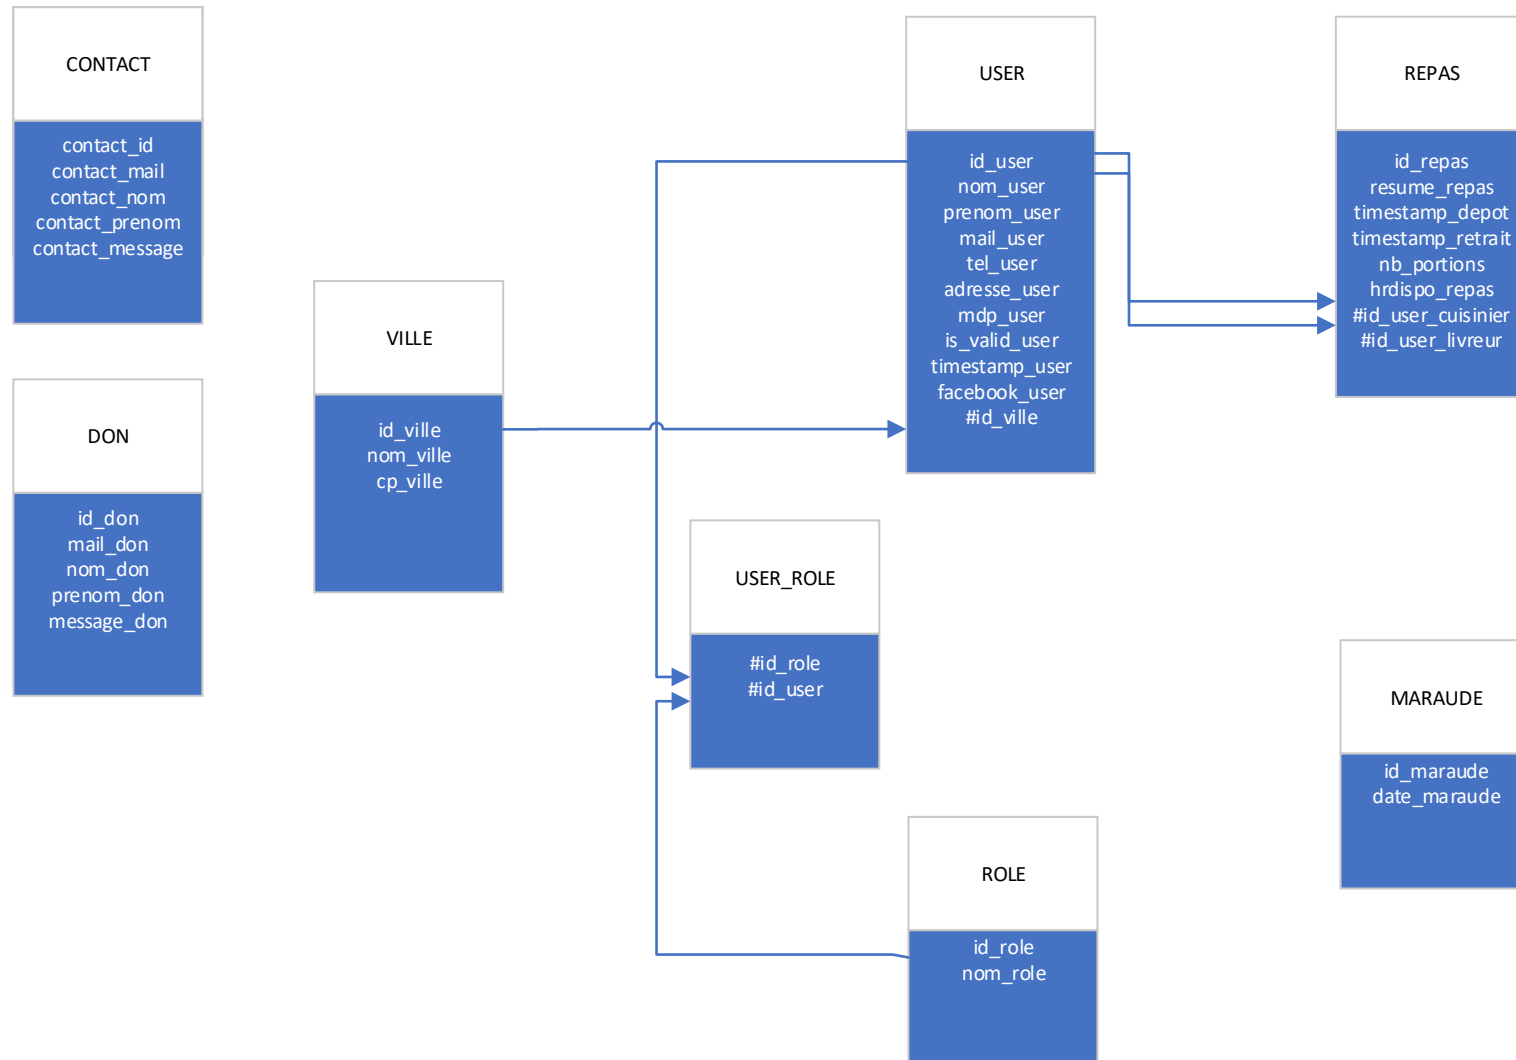 CONTACT
contact_id
contact_mail
contact_nom
contact_prenom
contact_message
DON
id_don
mail_don
nom_don
prenom_don
message_don
VILLE
id_ville
nom_ville
cp_ville
USER
id_user
nom_user
prenom_user
mail_user
tel_user
adresse_user
mdp_user
is_valid_user
timestamp_user
facebook_user
#id_ville
USER_ROLE
#id_role
#id_user
ROLE
id_role
nom_role
REPAS
id_repas
resume_repas
timestamp_depot
timestamp_retrait
nb_portions
hrdispo_repas
#id_user_cuisinier
#id_user_livreur
MARAUDE
id_maraude
date_maraude